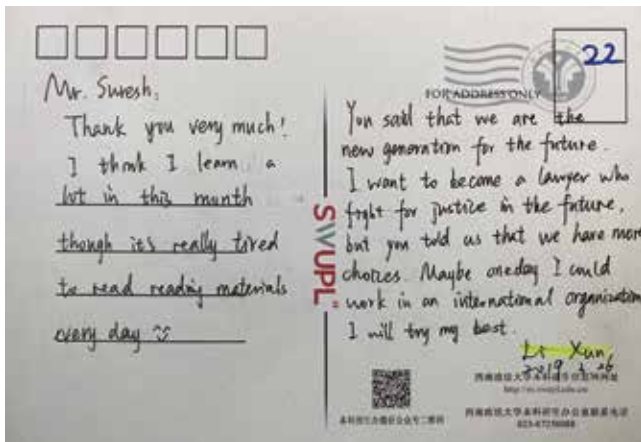 Mr. Suresh,
Thank you very much!
I think I learn a
lot in this month
though it's really tired
to read reading materials
every day
22
FOR ADDRESS ONLY
You said that we are the
new generation for the future.
I want to become a lawyer who
fight for justice in the future,
but you told us that we have more
choices. Maybe one day I could
work in an international organization
I will try my best.
Li Xun,
2019
SWUPL